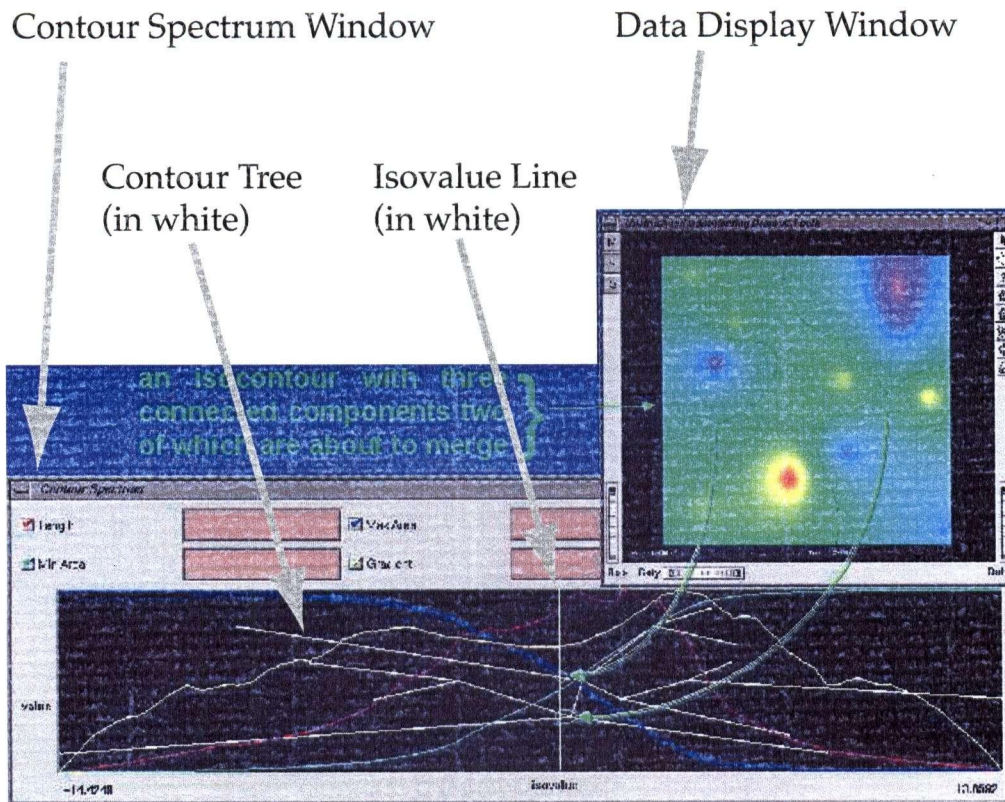 Contour Spectrum Window
Data Display Window
Contour Tree
(in white)
Isovalue Line
(in white)
an isocontour with three
connected components two
of which are about to merge
Contour Spectrum
Length
Max Area
Min Area
Gradient
Roty
value
isovalue